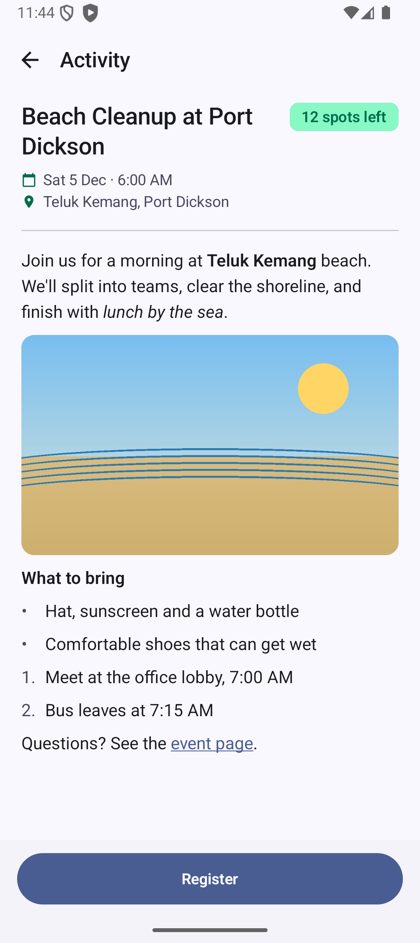 11:44
Activity
Beach Cleanup at Port
Dickson
12 spots left
Sat 5 Dec · 6:00 AM
Teluk Kemang, Port Dickson
Join us for a morning at Teluk Kemang beach.
We'll split into teams, clear the shoreline, and
finish with lunch by the sea.
What to bring
• Hat, sunscreen and a water bottle
• Comfortable shoes that can get wet
1. Meet at the office lobby, 7:00 AM
2. Bus leaves at 7:15 AM
Questions? See the event page.
Register